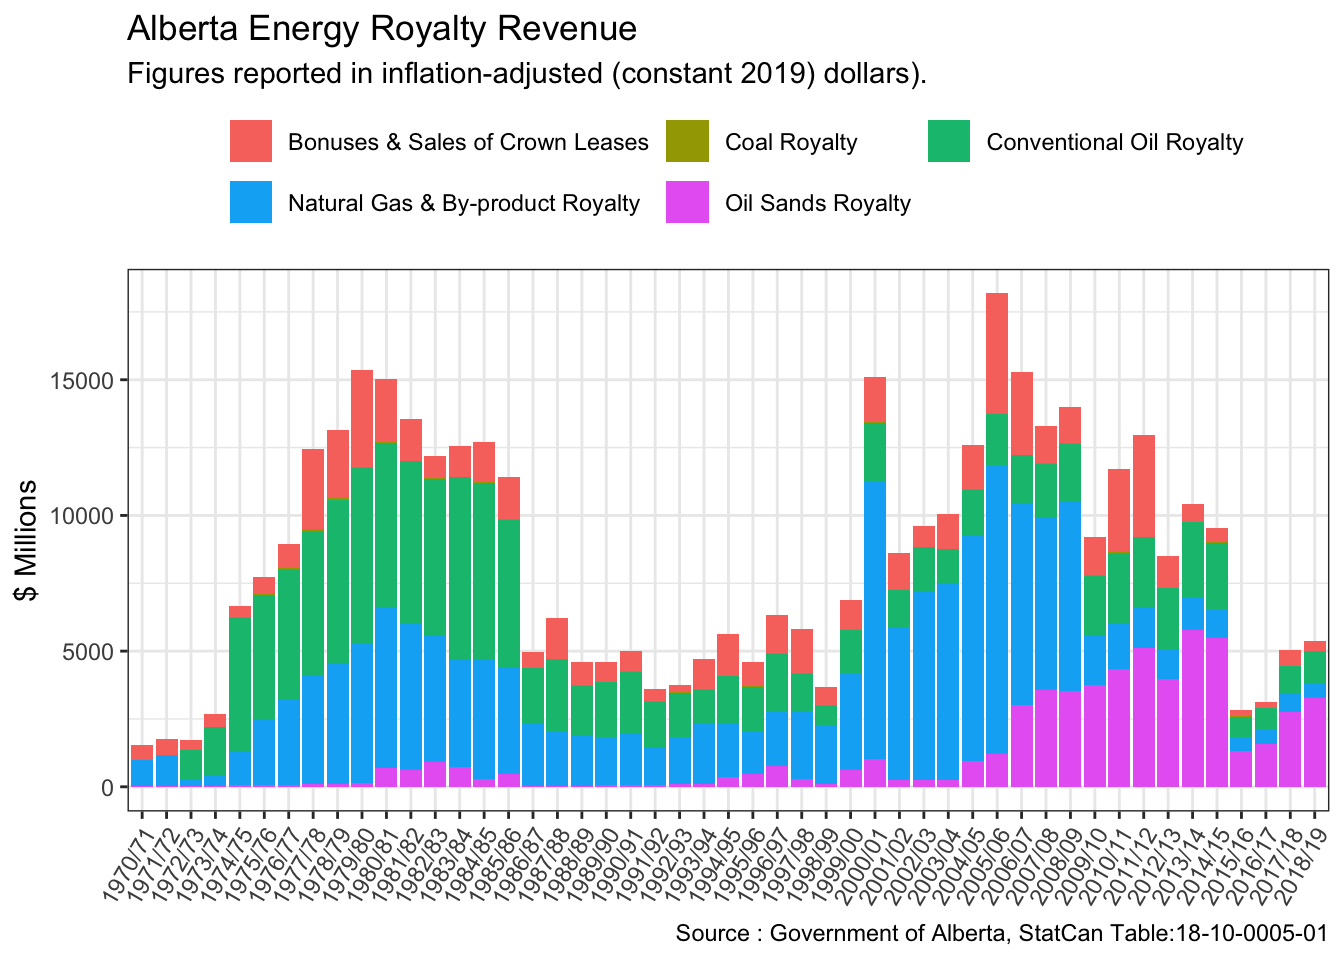 Alberta Energy Royalty Revenue
Figures reported in inflation-adjusted (constant 2019) dollars).
Bonuses & Sales of Crown Leases Coal Royalty Conventional Oil Royalty
Natural Gas & By-product Royalty Oil Sands Royalty
$ Millions
15000
10000
5000
0
1970/71 1971/72 1972/73 1973/74 1974/75 1975/76 1976/77 1977/78 1978/79 1979/80 1980/81 1981/82 1982/83 1983/84 1984/85 1985/86 1986/87 1987/88 1988/89 1989/90 1990/91 1991/92 1992/93 1993/94 1994/95 1995/96 1996/97 1997/98 1998/99 1999/00 2000/01 2001/02 2002/03 2003/04 2004/05 2005/06 2006/07 2007/08 2008/09 2009/10 2010/11 2011/12 2012/13 2013/14 2014/15 2015/16 2016/17 2017/18 2018/19
Source : Government of Alberta, StatCan Table:18-10-0005-01